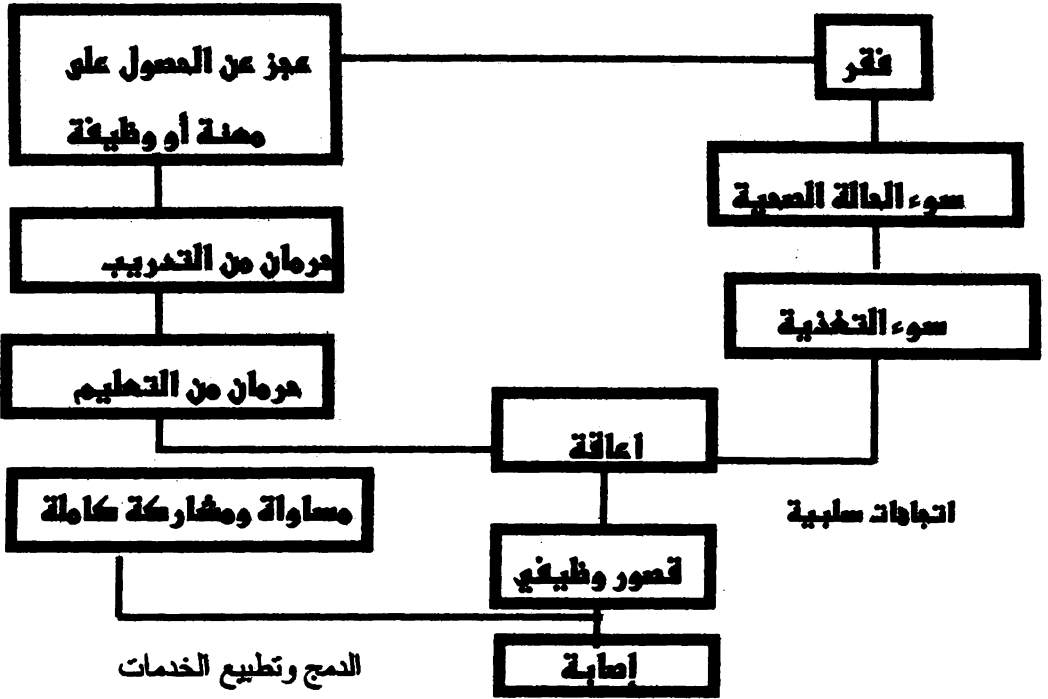 فقر
عجز عن الحصول على
مهنة أو وظيفة
سوء الحالة الصحية
حرمان من التدريب
سوء التغذية
حرمان من التعليم
اعاقة
مساواة ومشاركة كاملة
اتجاهات سلبية
قصور وظيفي
إصابة
الدمج وتطبيع الخدمات